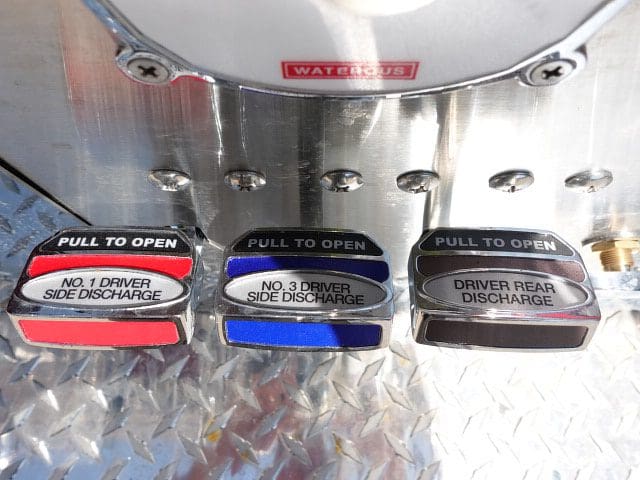 WATEROUS
PULL TO OPEN
NO. 1 DRIVER
SIDE DISCHARGE
PULL TO OPEN
NO. 3 DRIVER
SIDE DISCHARGE
PULL TO OPEN
DRIVER REAR
DISCHARGE